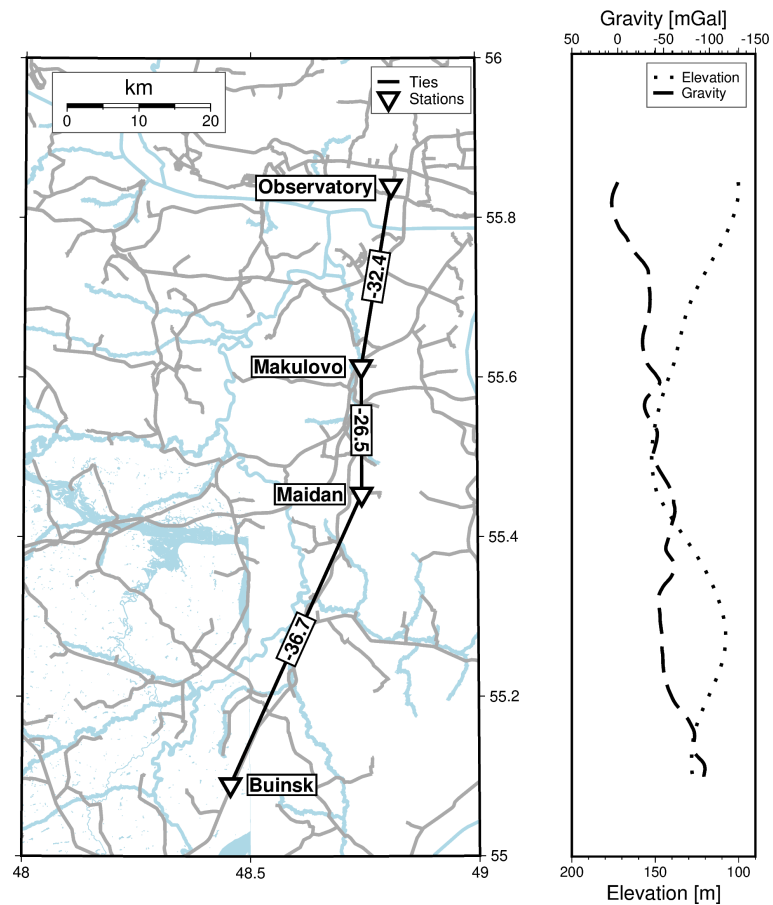 Gravity [mGal]
50 0 -50 -100 -150
km
0 10 20
Ties
Stations
Elevation
Gravity
56
Observatory
55.8
-32.4
Makulovo
55.6
-26.5
Maidan
55.4
-36.7
55.2
Buinsk
55
48 48.5 49
200 150 100
Elevation [m]